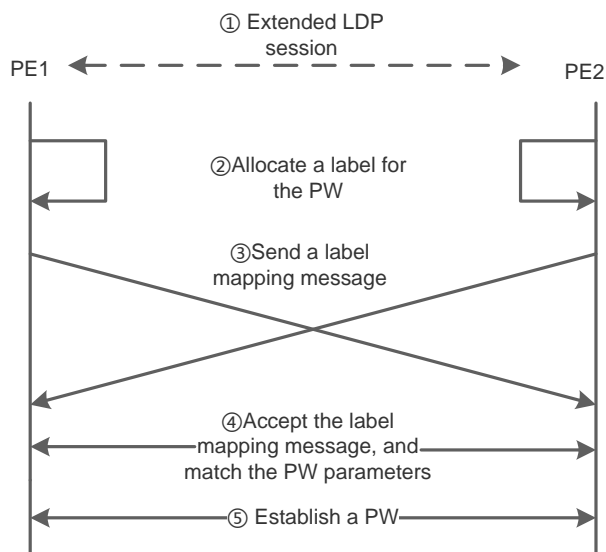 ① Extended LDP
session
PE1
PE2
②Allocate a label for
the PW
③Send a label
mapping message
④Accept the label
mapping message, and
match the PW parameters
⑤ Establish a PW